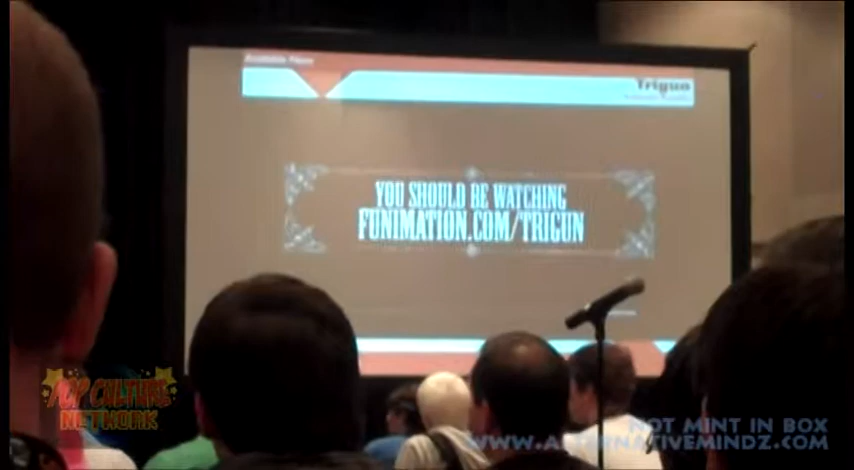 Available Now
Trigun
YOU SHOULD BE WATCHING
FUNIMATION.COM/TRIGUN
POP CULTURE
NETWORK
NOT MINT IN BOX
WWW.ALTERNATIVEMINDZ.COM